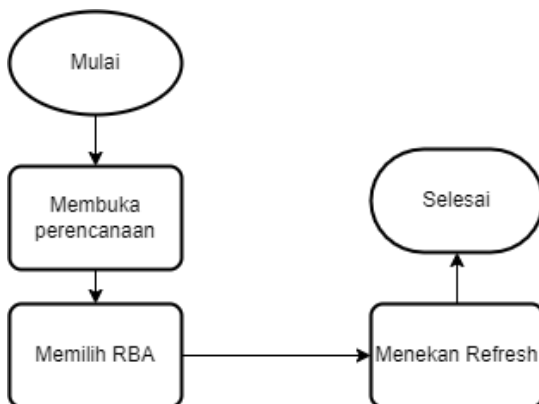 Mulai
Membuka
perencanaan
Memilih RBA
Menekan Refresh
Selesai